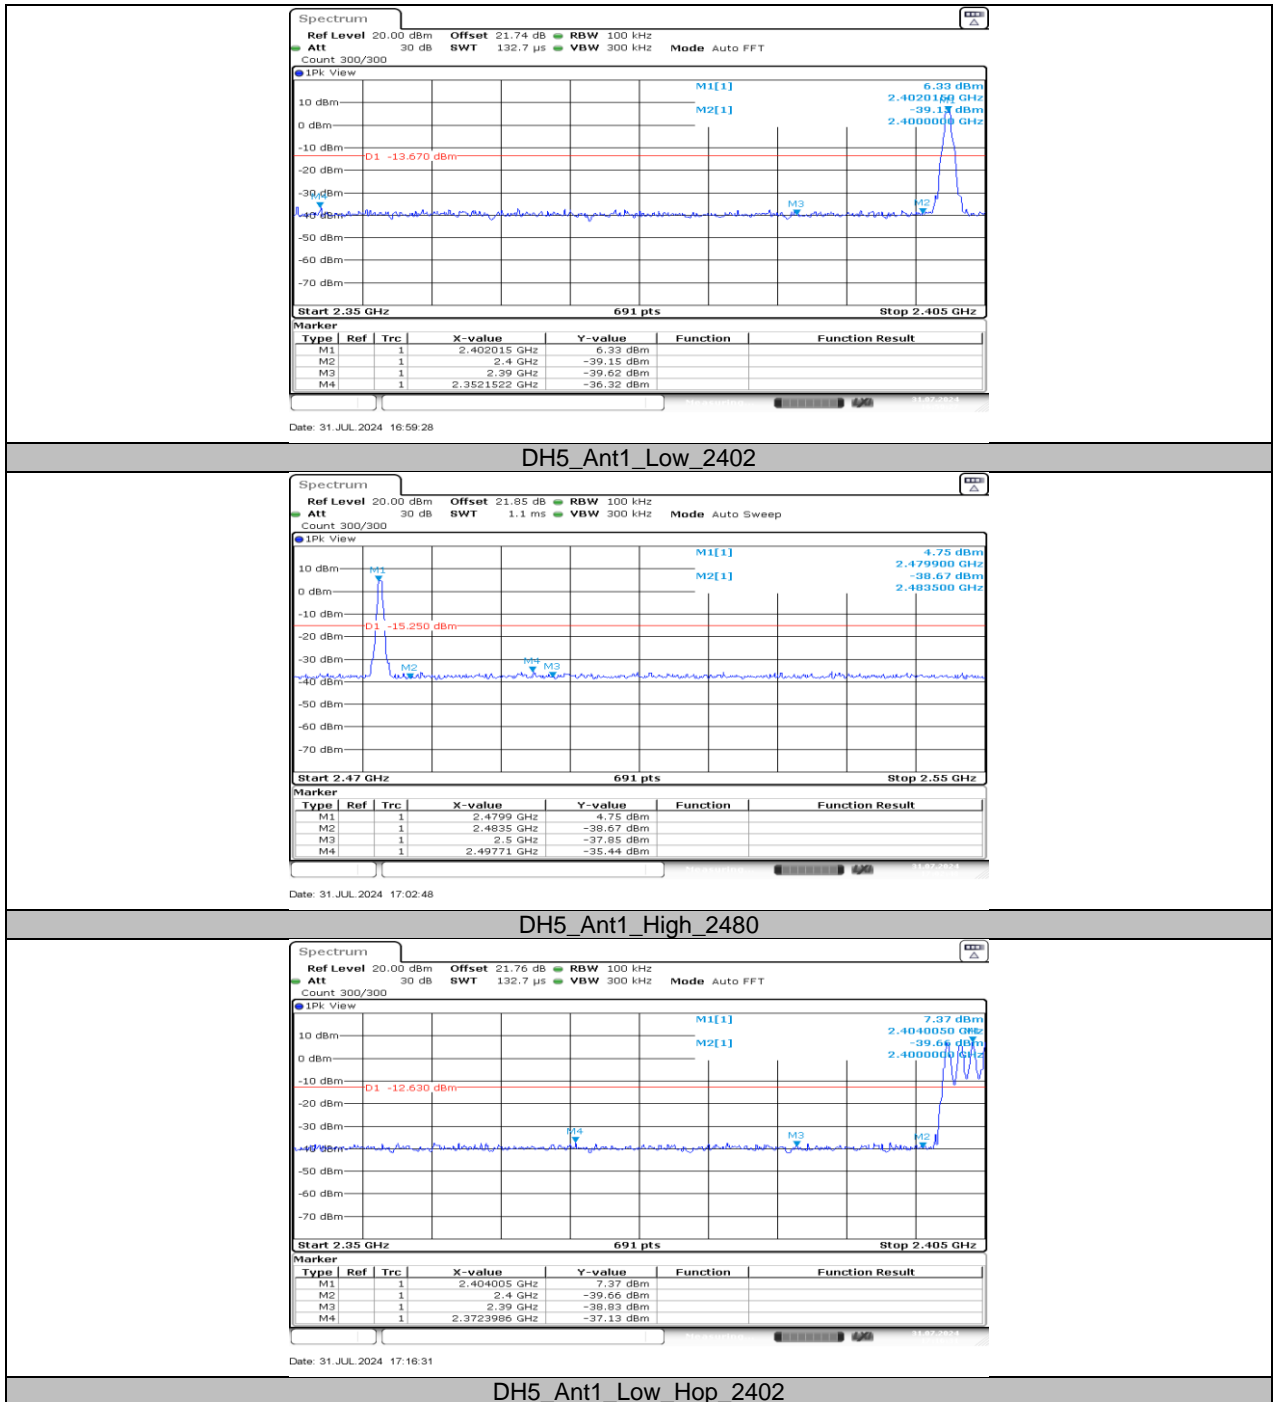 Spectrum
Ref Level 20.00 dBm Offset 21.74 dB RBW 100 kHz
Att 30 dB SWT 132.7 µs VBW 300 kHz Mode Auto FFT
Count 300/300
1Pk View
M1[1] 6.33 dBm
2.4020150 GHz
10 dBm
M1
M2[1] -39.15 dBm
2.4000000 GHz
0 dBm
-10 dBm
D1 -13.670 dBm
-20 dBm
-30 dBm
M4
M3
M2
-40 dBm
-50 dBm
-60 dBm
-70 dBm
Start 2.35 GHz 691 pts Stop 2.405 GHz
Marker
Type Ref Trc X-value Y-value Function Function Result
M1 1 2.402015 GHz 6.33 dBm
M2 1 2.4 GHz -39.15 dBm
M3 1 2.39 GHz -39.62 dBm
M4 1 2.3521522 GHz -36.32 dBm
Date: 31.JUL.2024 16:59:28
DH5_Ant1_Low_2402
Spectrum
Ref Level 20.00 dBm Offset 21.85 dB RBW 100 kHz
Att 30 dB SWT 1.1 ms VBW 300 kHz Mode Auto Sweep
Count 300/300
1Pk View
M1[1] 4.75 dBm
2.479900 GHz
10 dBm
M1
M2[1] -38.67 dBm
2.483500 GHz
0 dBm
-10 dBm
D1 -15.250 dBm
-20 dBm
-30 dBm
M2
M4
M3
-40 dBm
-50 dBm
-60 dBm
-70 dBm
Start 2.47 GHz 691 pts Stop 2.55 GHz
Marker
Type Ref Trc X-value Y-value Function Function Result
M1 1 2.4799 GHz 4.75 dBm
M2 1 2.4835 GHz -38.67 dBm
M3 1 2.5 GHz -37.85 dBm
M4 1 2.49771 GHz -35.44 dBm
Date: 31.JUL.2024 17:02:48
DH5_Ant1_High_2480
Spectrum
Ref Level 20.00 dBm Offset 21.76 dB RBW 100 kHz
Att 30 dB SWT 132.7 µs VBW 300 kHz Mode Auto FFT
Count 300/300
1Pk View
M1[1] 7.37 dBm
2.4040050 GHz
10 dBm
M2[1] -39.66 dBm
2.4000000 GHz
0 dBm
-10 dBm
D1 -12.630 dBm
-20 dBm
-30 dBm
M4
M3
M2
-40 dBm
-50 dBm
-60 dBm
-70 dBm
Start 2.35 GHz 691 pts Stop 2.405 GHz
Marker
Type Ref Trc X-value Y-value Function Function Result
M1 1 2.404005 GHz 7.37 dBm
M2 1 2.4 GHz -39.66 dBm
M3 1 2.39 GHz -38.83 dBm
M4 1 2.3723986 GHz -37.13 dBm
Date: 31.JUL.2024 17:16:31
DH5_Ant1_Low_Hop_2402